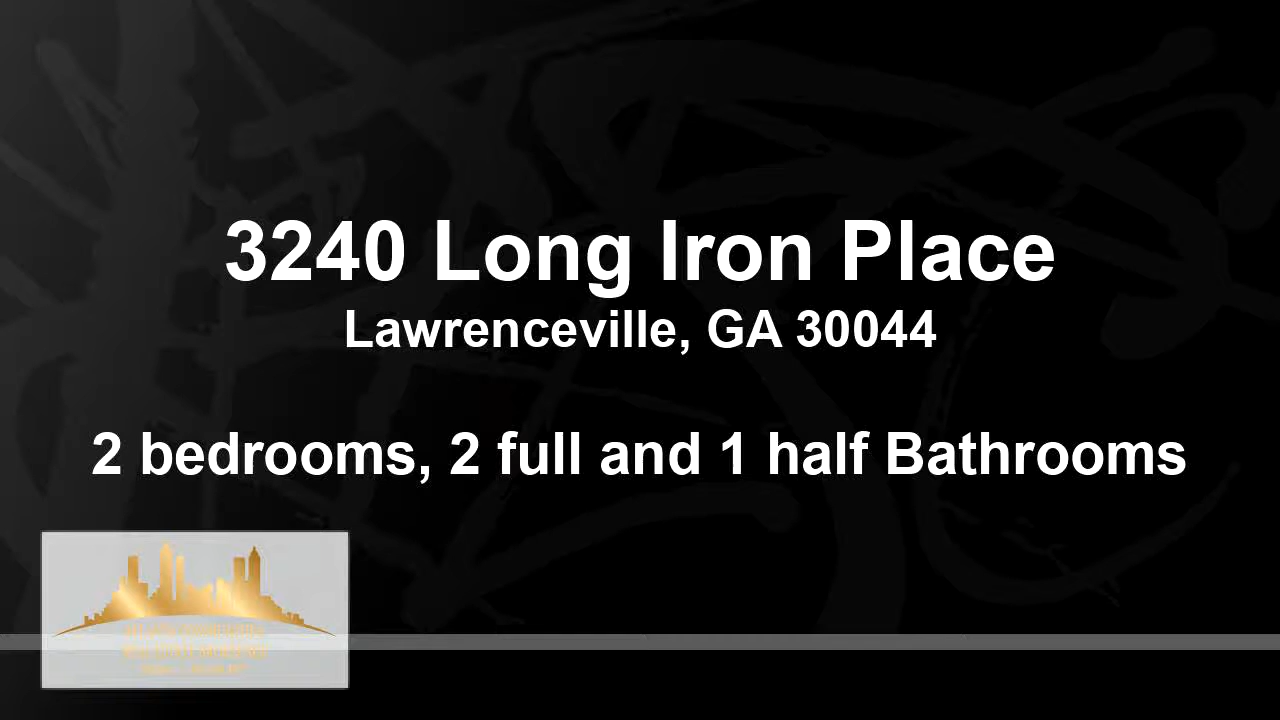 3240 Long Iron Place
Lawrenceville, GA 30044
2 bedrooms, 2 full and 1 half Bathrooms